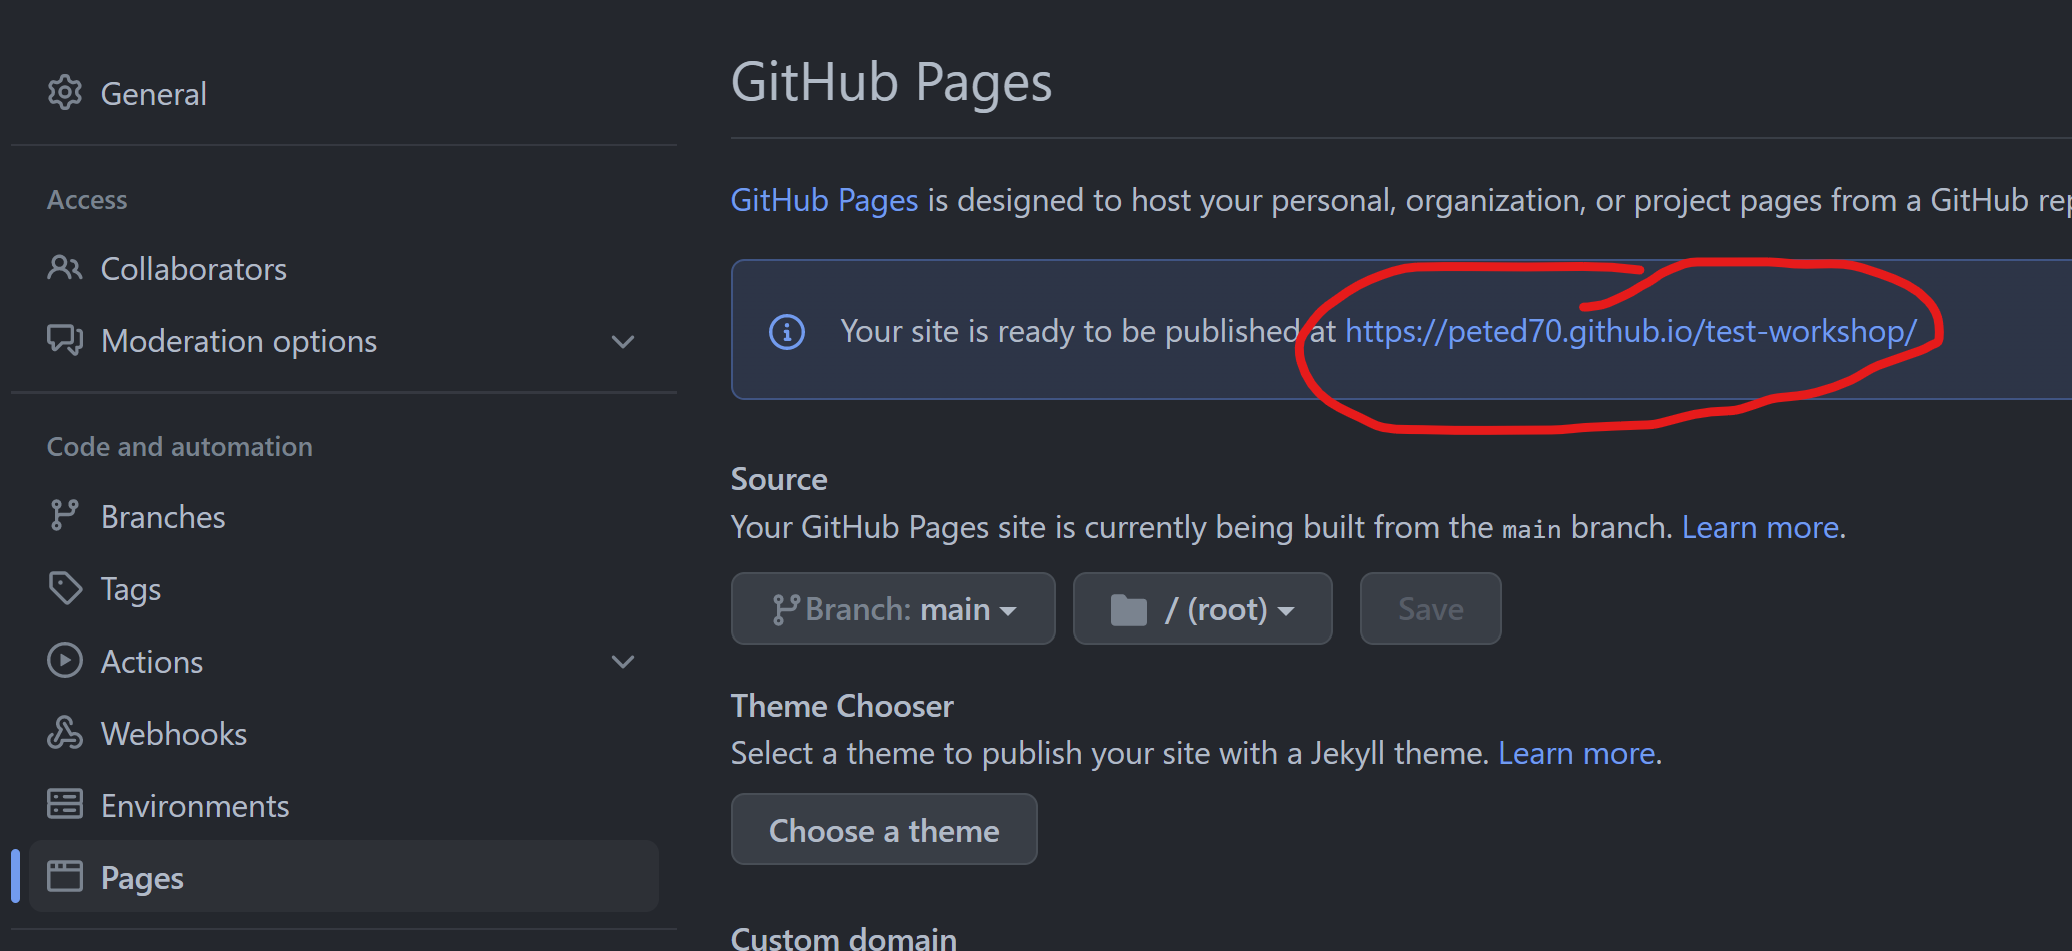 General
Access
Collaborators
Moderation options
Code and automation
Branches
Tags
Actions
Webhooks
Environments
Pages
GitHub Pages
GitHub Pages is designed to host your personal, organization, or project pages from a GitHub
Your site is ready to be published at https://peted70.github.io/test-workshop/
Source
Your GitHub Pages site is currently being built from the main branch. Learn more.
Branch: main
/ (root)
Save
Theme Chooser
Select a theme to publish your site with a Jekyll theme. Learn more.
Choose a theme
Custom domain